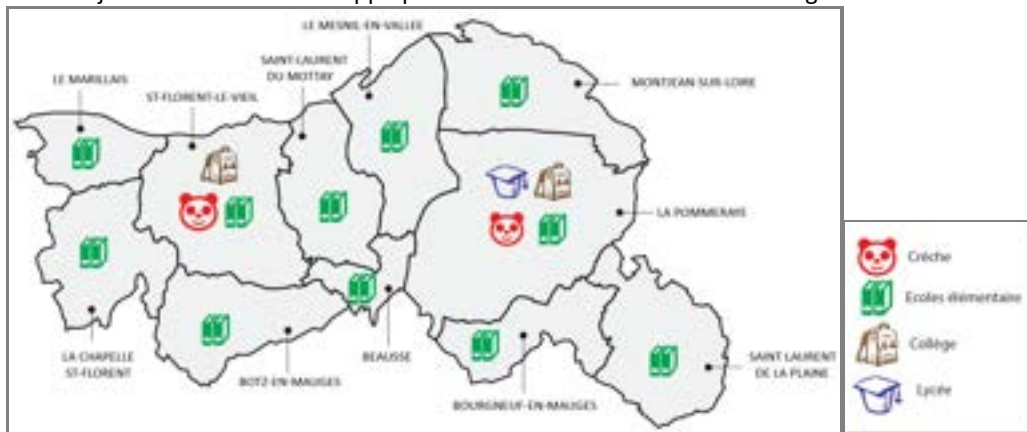 LE MESNIL-EN-VALLEE
SAINT-LAURENT
DU MOTTAY
LE MARILLAIS
ST-FLORENT-LE-VIEIL
MONTJEAN-SUR-LOIRE
LA POMMERAYE
LA CHAPELLE
ST-FLORENT
BOTZ-EN-MAUGES
BEAUSSE
BOURGNEUF-EN-MAUGES
SAINT LAURENT
DE LA PLAINE
Crèche
Ecoles élémentaire
Collège
Lycée